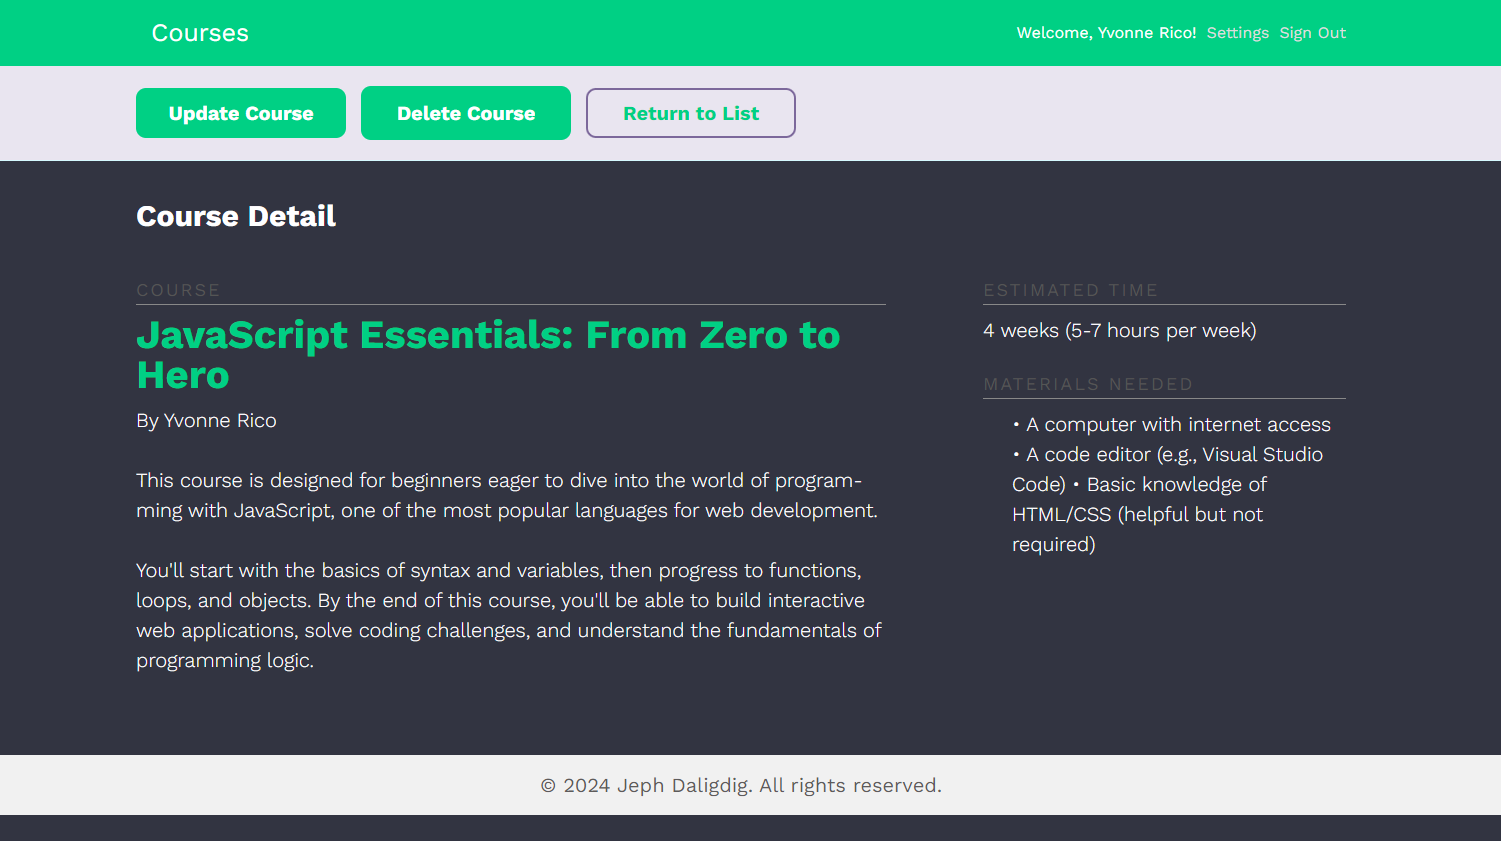 Courses
Welcome, Yvonne Rico! Settings Sign Out
Update Course
Delete Course
Return to List
Course Detail
COURSE
JavaScript Essentials: From Zero to
Hero
By Yvonne Rico
This course is designed for beginners eager to dive into the world of program-
ming with JavaScript, one of the most popular languages for web development.
You'll start with the basics of syntax and variables, then progress to functions,
loops, and objects. By the end of this course, you'll be able to build interactive
web applications, solve coding challenges, and understand the fundamentals of
programming logic.
ESTIMATED TIME
4 weeks (5-7 hours per week)
MATERIALS NEEDED
• A computer with internet access
• A code editor (e.g., Visual Studio
Code) • Basic knowledge of
HTML/CSS (helpful but not
required)
© 2024 Jeph Daligdig. All rights reserved.